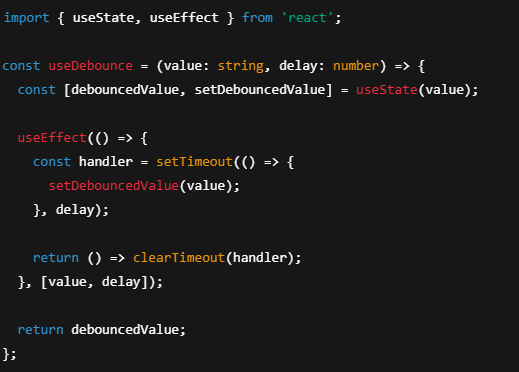 import { useState, useEffect } from 'react';
const useDebounce = (value: string, delay: number) => {
  const [debouncedValue, setDebouncedValue] = useState(value);
  useEffect(() => {
    const handler = setTimeout(() => {
      setDebouncedValue(value);
    }, delay);
    return () => clearTimeout(handler);
  }, [value, delay]);
  return debouncedValue;
};